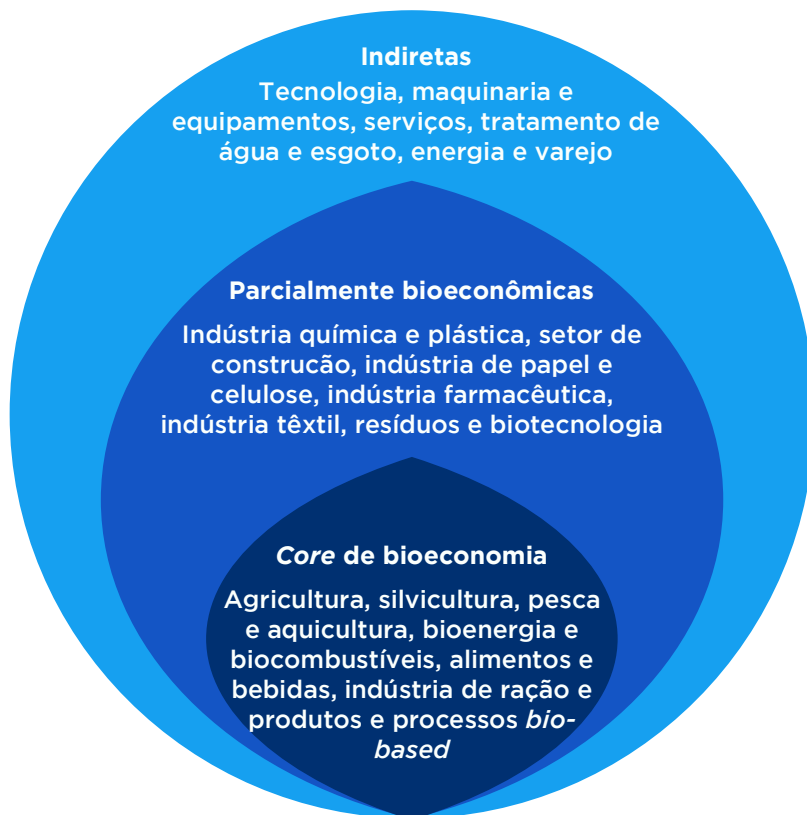 Indiretas
Tecnologia, maquinaria e
equipamentos, serviços, tratamento de
água e esgoto, energia e varejo
Parcialmente bioeconômicas
Indústria química e plástica, setor de
construcão, indústria de papel e
celulose, indústria farmacêutica,
indústria têxtil, resíduos e biotecnologia
Core de bioeconomia
Agricultura, silvicultura, pesca
e aquicultura, bioenergia e
biocombustíveis, alimentos e
bebidas, indústria de ração e
produtos e processos bio-
based